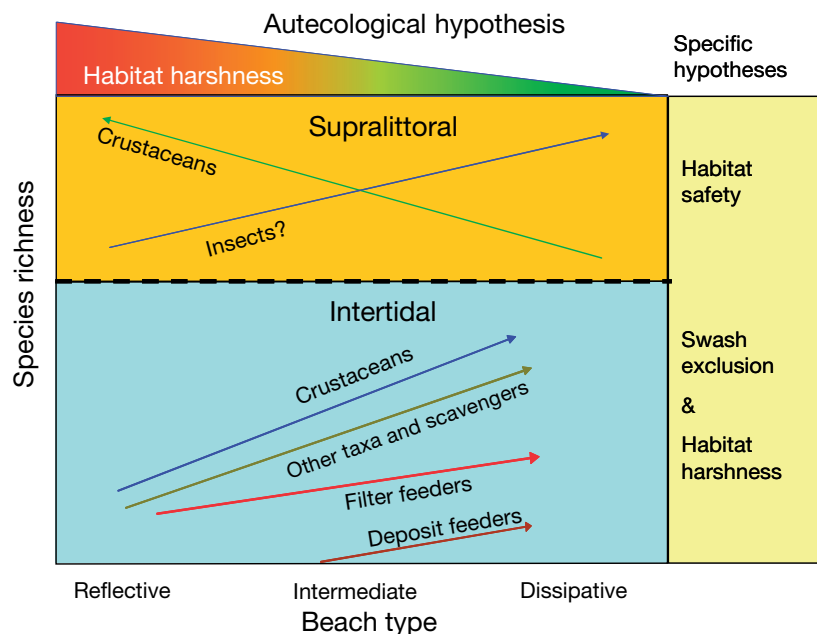 Autecological hypothesis
Specific
hypotheses
Habitat harshness
Supralittoral
Crustaceans
Insects?
Habitat
safety
Species richness
Intertidal
Crustaceans
Other taxa and scavengers
Filter feeders
Deposit feeders
Swash
exclusion
&
Habitat
harshness
Reflective
Intermediate
Dissipative
Beach type